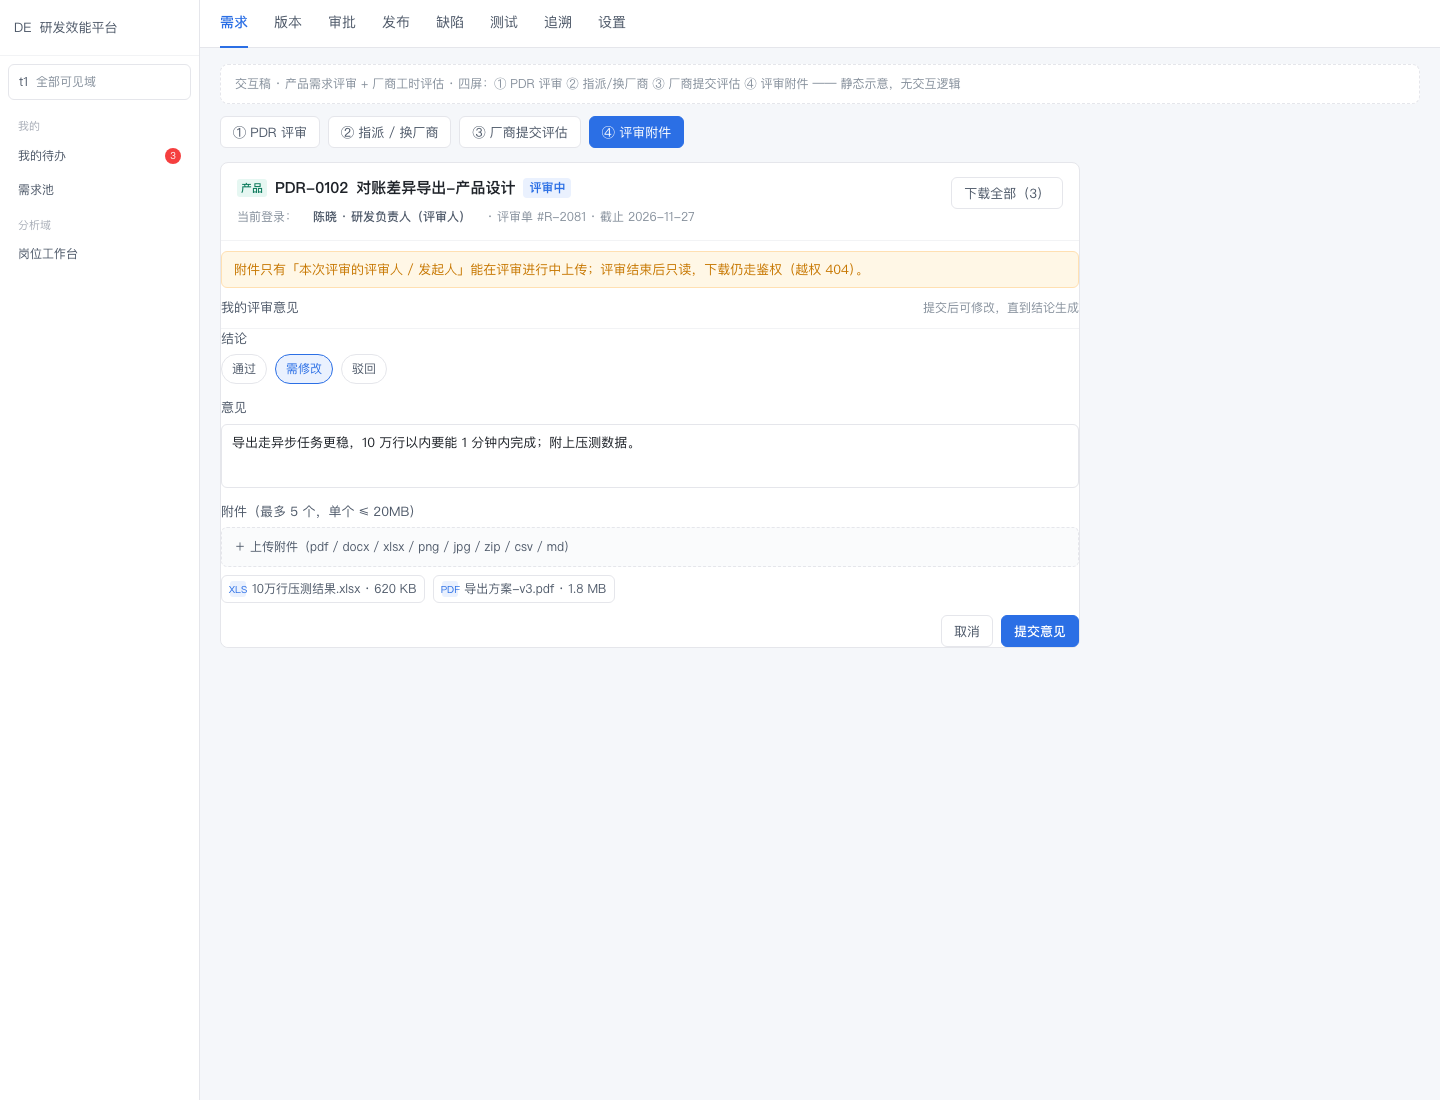 DE 研发效能平台
t1 全部可见域
我的
我的待办 3
需求池
分析域
岗位工作台
需求 版本 审批 发布 缺陷 测试 追溯 设置
交互稿 · 产品需求评审 + 厂商工时评估 · 四屏：① PDR 评审 ② 指派/换厂商 ③ 厂商提交评估 ④ 评审附件 —— 静态示意，无交互逻辑
① PDR 评审 ② 指派 / 换厂商 ③ 厂商提交评估 ④ 评审附件
产品 PDR-0102 对账差异导出-产品设计 评审中
下载全部（3）
当前登录： 陈晓 · 研发负责人（评审人） · 评审单 #R-2081 · 截止 2026-11-27
附件只有「本次评审的评审人 / 发起人」能在评审进行中上传；评审结束后只读，下载仍走鉴权（越权 404）。
我的评审意见 提交后可修改，直到结论生成
结论
通过 需修改 驳回
意见
导出走异步任务更稳，10 万行以内要能 1 分钟内完成；附上压测数据。
附件（最多 5 个，单个 ≤ 20MB）
＋ 上传附件（pdf / docx / xlsx / png / jpg / zip / csv / md）
XLS 10万行压测结果.xlsx · 620 KB PDF 导出方案-v3.pdf · 1.8 MB
取消 提交意见